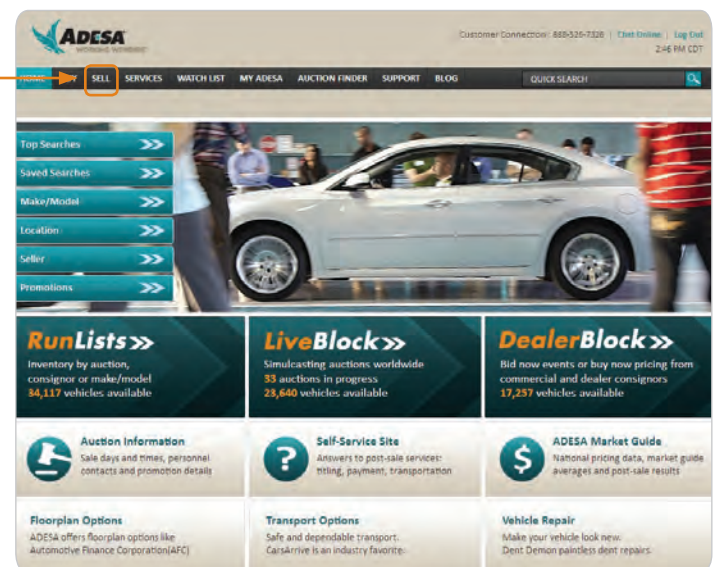 ADESA
WORKING WONDERS
Customer Connection: 888-526-7326 | Chat Online | Log Out
2:46 PM CDT
HOME SELL SERVICES WATCH LIST MY ADESA AUCTION FINDER SUPPORT BLOG QUICK SEARCH
Top Searches
Saved Searches
Make/Model
Location
Seller
Promotions
RunLists
Inventory by auction,
consignor or make/model
34,117 vehicles available
LiveBlock
Simulcasting auctions worldwide
33 auctions in progress
23,640 vehicles available
DealerBlock
Bid now events or buy now pricing from
commercial and dealer consignors
17,257 vehicles available
Auction Information
Sale days and times, personnel
contacts and promotion details
?
Self-Service Site
Answers to post-sale services:
titling, payment, transportation
$
ADESA Market Guide
National pricing data, market guide
averages and post-sale results
Floorplan Options
ADESA offers floorplan options like
Automotive Finance Corporation(AFC)
Transport Options
Safe and dependable transport.
CarsArrive is an industry favorite.
Vehicle Repair
Make your vehicle look new.
Dent Demon paintless dent repairs.